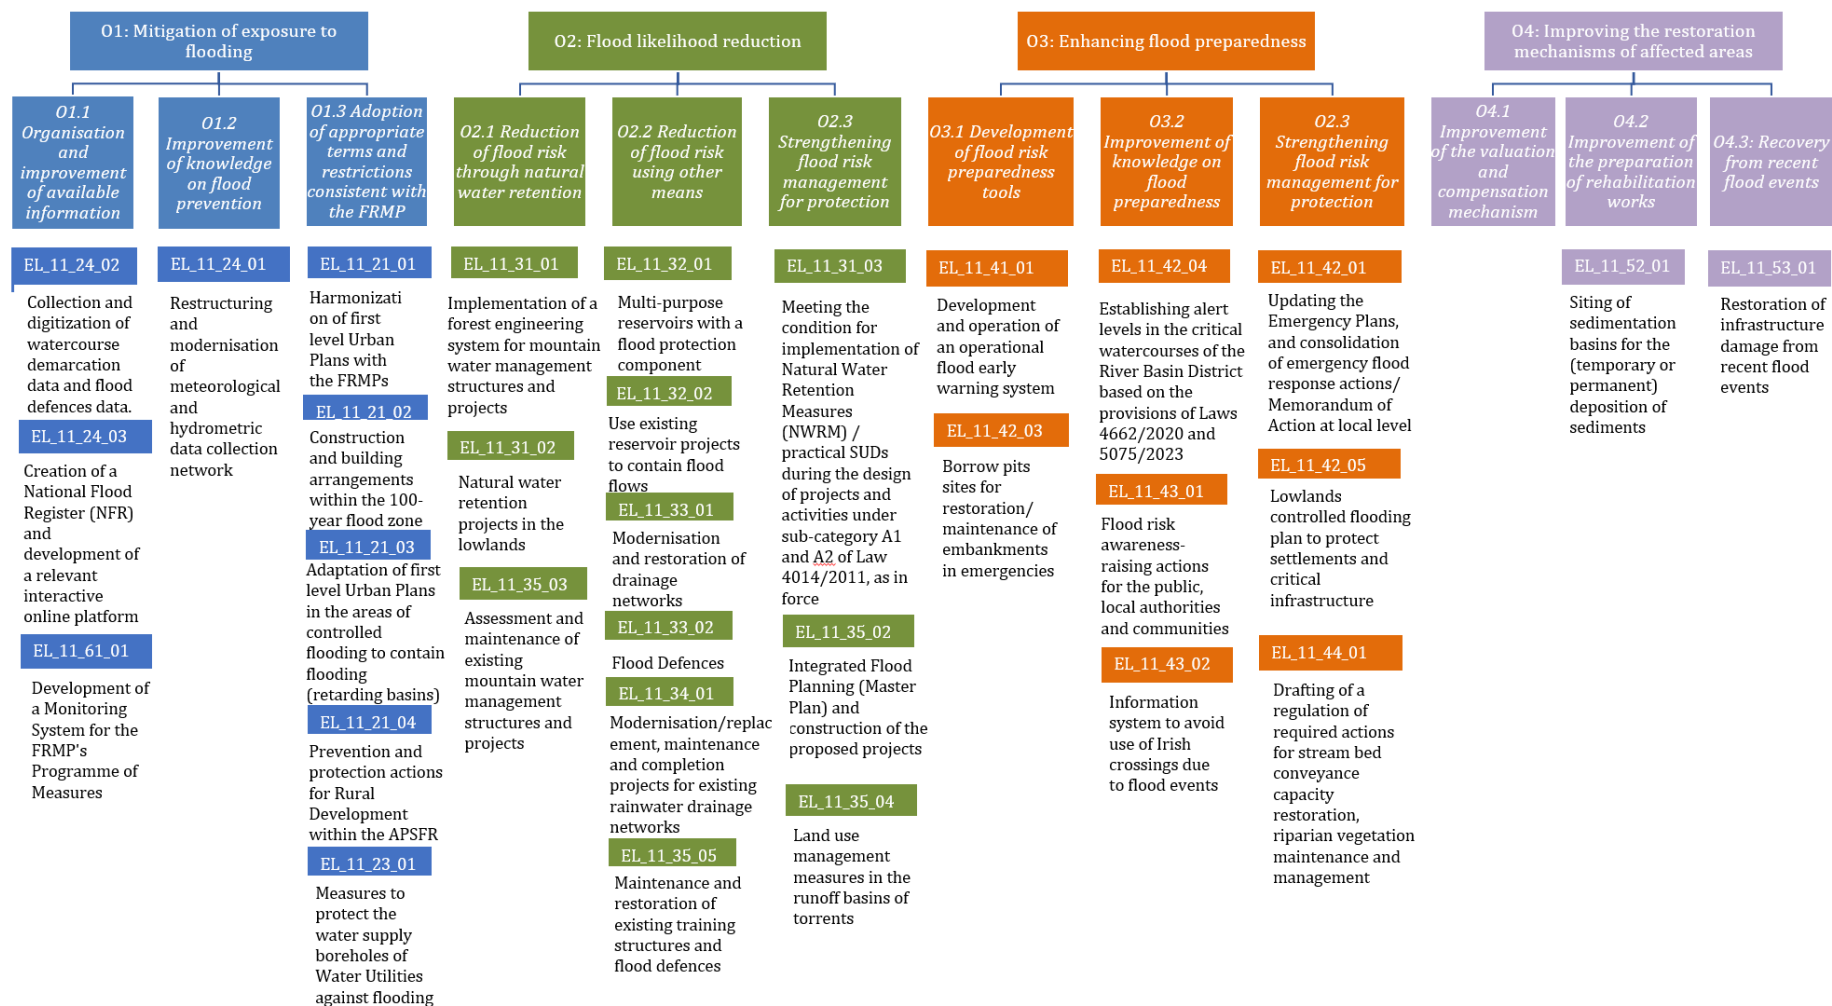 O1: Mitigation of exposure to
flooding
O2: Flood likelihood reduction
O3: Enhancing flood preparedness
O4: Improving the restoration
mechanisms of affected areas
O1.1
Organisation
and
improvement
of available
information
O1.2
Improvement
of knowledge
on flood
prevention
O1.3 Adoption
of appropriate
terms and
restrictions
consistent with
the FRMP
O2.1 Reduction
of flood risk
through natural
water retention
O2.2 Reduction
of flood risk
using other
means
O2.3
Strengthening
flood risk
management
for protection
O3.1 Development
of flood risk
preparedness
tools
O3.2
Improvement of
knowledge on
flood
preparedness
O2.3
Strengthening
flood risk
management for
protection
O4.1
Improvement
of the valuation
and
compensation
mechanism
O4.2
Improvement of
the preparation
of rehabilitation
works
O4.3: Recovery
from recent
flood events
EL_11_24_02
Collection and
digitization of
watercourse
demarcation
data and flood
defences data.
EL_11_24_03
Creation of a
National Flood
Register (NFR)
and
development of
a relevant
interactive
online platform
EL_11_61_01
Development of
a Monitoring
System for the
FRMP's
Programme of
Measures
EL_11_24_01
Restructuring
and
modernisation
of
meteorological
and
hydrometric
data collection
network
EL_11_21_01
Harmonizati
on of first
level Urban
Plans with
the FRMPs
EL_11_21_02
Construction
and building
arrangements
within the 100-
year flood zone
EL_11_21_03
Adaptation of first
level Urban Plans
in the areas of
controlled
flooding to contain
flooding
(retarding basins)
EL_11_21_04
Prevention and
protection actions
for Rural
Development
within the APSFR
EL_11_23_01
Measures to
protect the
water supply
boreholes of
Water Utilities
against flooding
EL_11_31_01
Implementation of a
forest engineering
system for mountain
water management
structures and
projects
EL_11_31_02
Natural water
retention
projects in the
lowlands
EL_11_35_03
Assessment and
maintenance of
existing
mountain water
management
structures and
projects
EL_11_32_01
Multi-purpose
reservoirs with a
flood protection
component
EL_11_32_02
Use existing
reservoir projects
to contain flood
flows
EL_11_33_01
Modernisation
and restoration of
drainage
networks
EL_11_33_02
Flood Defences
EL_11_34_01
Modernisation/replac
ement, maintenance
and completion
projects for existing
rainwater drainage
networks
EL_11_35_05
Maintenance and
restoration of
existing training
structures and
flood defences
EL_11_31_03
Meeting the
condition for
implementation of
Natural Water
Retention
Measures
(NWRM) /
practical SUDs
during the design
of projects and
activities under
sub-category A1
and A2 of Law
4014/2011, as in
force
EL_11_35_02
Integrated Flood
Planning (Master
Plan) and
construction of the
proposed projects
EL_11_35_04
Land use
management
measures in the
runoff basins of
torrents
EL_11_41_01
Development
and operation of
an operational
flood early
warning system
EL_11_42_03
Borrow pits
sites for
restoration/
maintenance of
embankments
in emergencies
EL_11_42_04
Establishing alert
levels in the critical
watercourses of the
River Basin District
based on the
provisions of Laws
4662/2020 and
5075/2023
EL_11_43_01
Flood risk
awareness-
raising actions
for the public,
local authorities
and communities
EL_11_43_02
Information
system to avoid
use of Irish
crossings due
to flood events
EL_11_42_01
Updating the
Emergency Plans,
and consolidation
of emergency flood
response actions/
Memorandum of
Action at local level
EL_11_42_05
Lowlands
controlled flooding
plan to protect
settlements and
critical
infrastructure
EL_11_44_01
Drafting of a
regulation of
required actions
for stream bed
conveyance
capacity
restoration,
riparian vegetation
maintenance and
management
EL_11_52_01
Siting of
sedimentation
basins for the
(temporary or
permanent)
deposition of
sediments
EL_11_53_01
Restoration of
infrastructure
damage from
recent flood
events